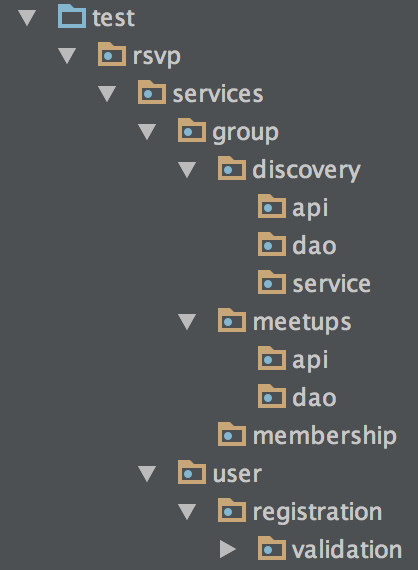 test
rsvp
services
group
discovery
api
dao
service
meetups
api
dao
membership
user
registration
validation